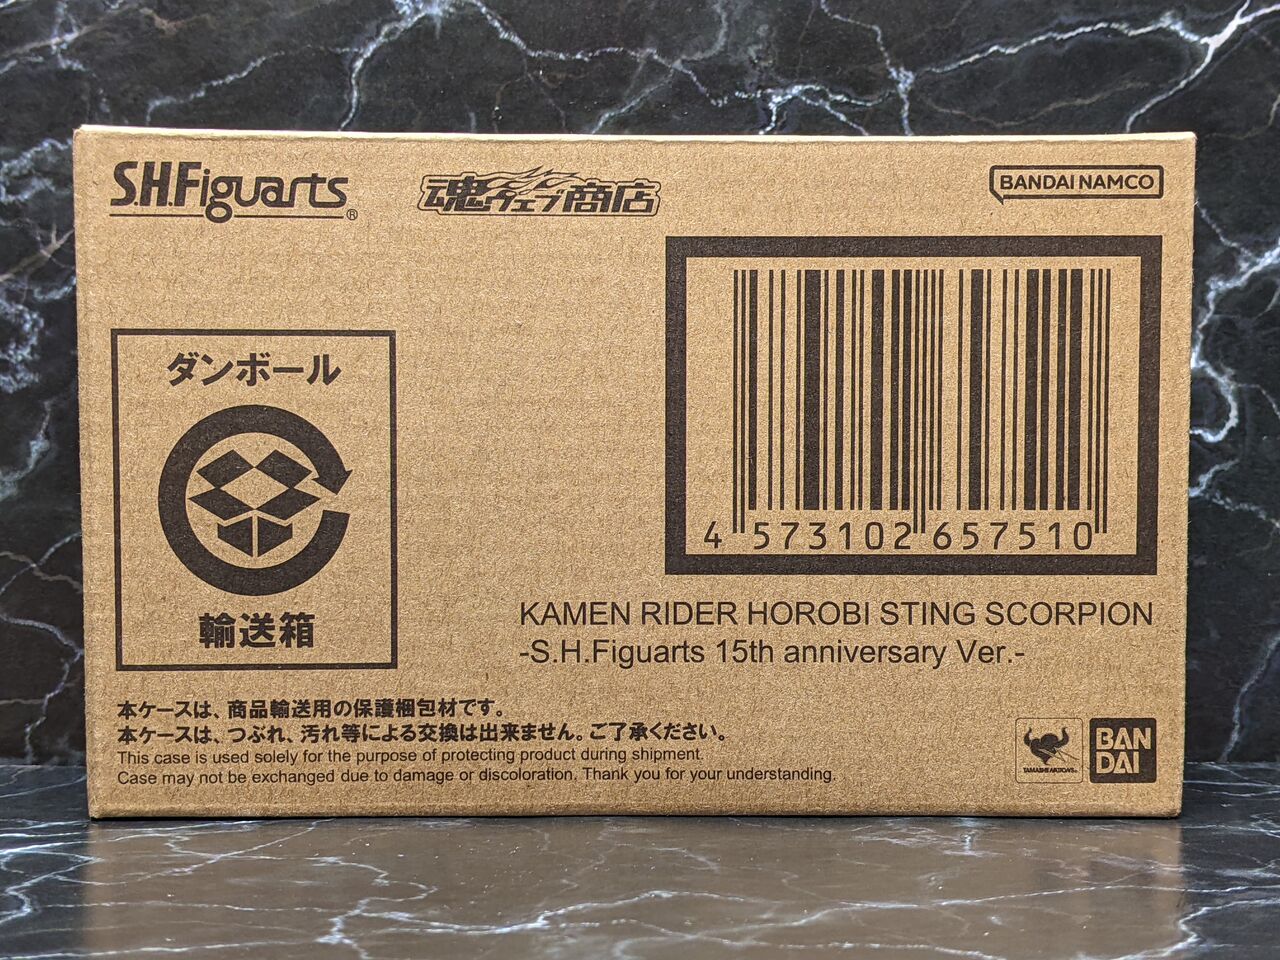 S.H.Figuarts®
魂ウェブ商店
BANDAI NAMCO
ダンボール
輸送箱
4 573102 657510
KAMEN RIDER HOROBI STING SCORPION
-S.H.Figuarts 15th anniversary Ver.-
本ケースは、商品輸送用の保護梱包材です。
本ケースは、つぶれ、汚れ等による交換は出来ません。ご了承ください。
This case is used solely for the purpose of protecting product during shipment.
Case may not be exchanged due to damage or discoloration, Thank you for your understanding.
TAMASHII NATIONS
BAN
DAI